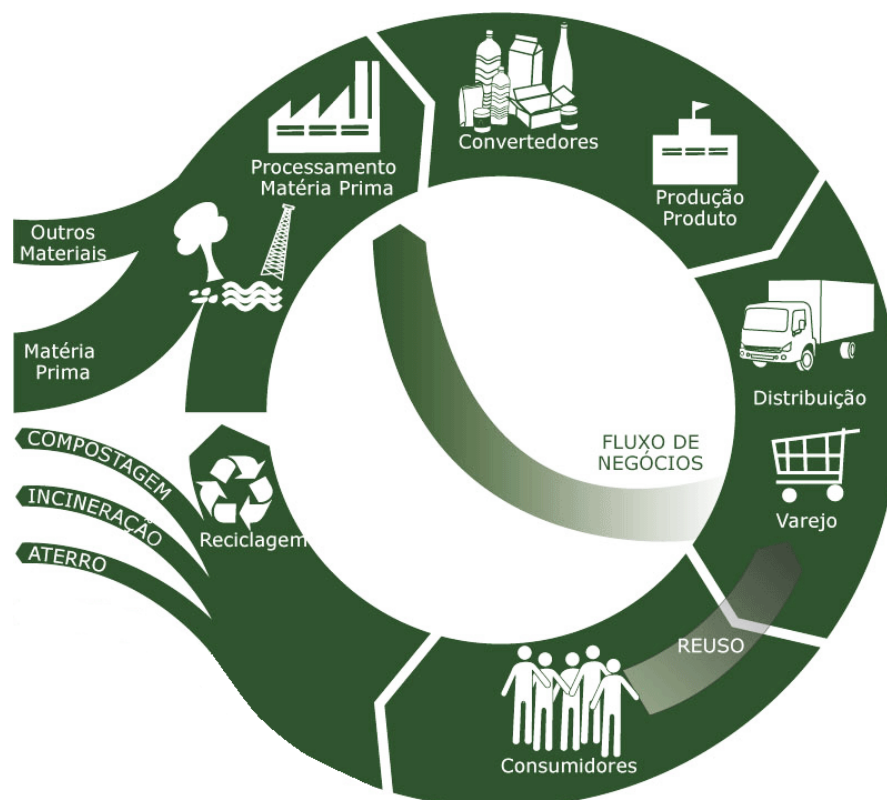 Convertedores
Processamento
Matéria Prima
Produção
Produto
Outros
Materiais
Matéria
Prima
Distribuição
FLUXO DE
NEGÓCIOS
COMPOSTAGEM
INCINERAÇÃO
ATERRO
Reciclagem
Varejo
REUSO
Consumidores